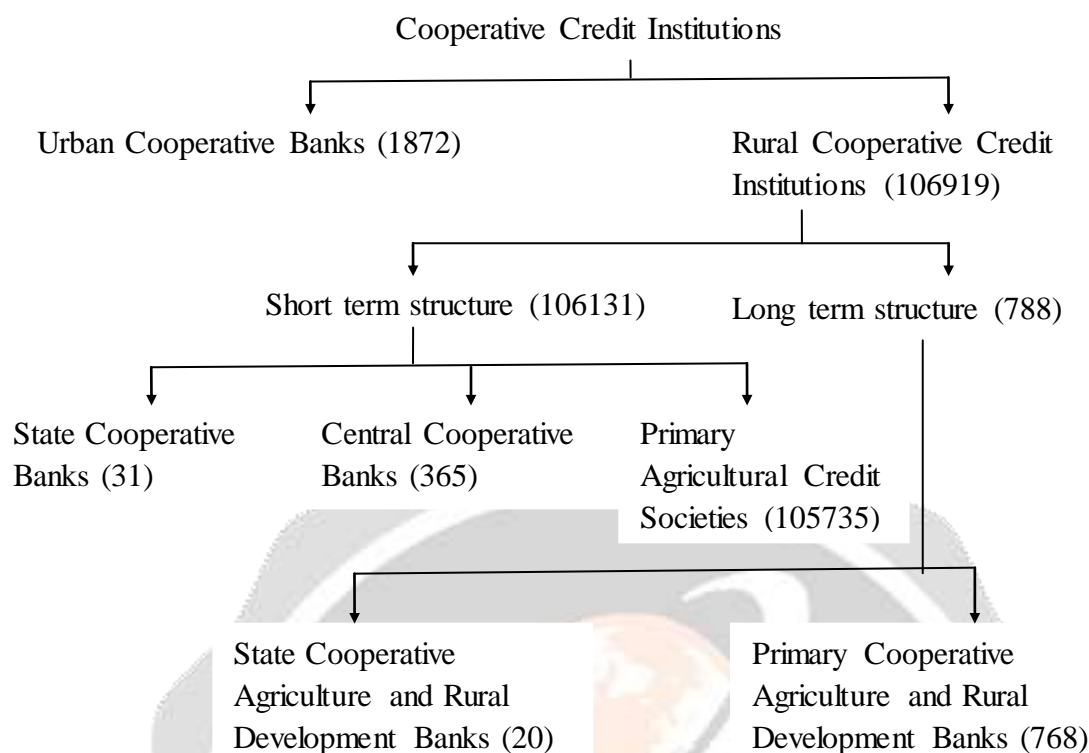 Cooperative Credit Institutions
Urban Cooperative Banks (1872)
Rural Cooperative Credit
Institutions (106919)
Short term structure (106131)
Long term structure (788)
State Cooperative
Banks (31)
Central Cooperative
Banks (365)
Primary
Agricultural Credit
Societies (105735)
State Cooperative
Agriculture and Rural
Development Banks (20)
Primary Cooperative
Agriculture and Rural
Development Banks (768)